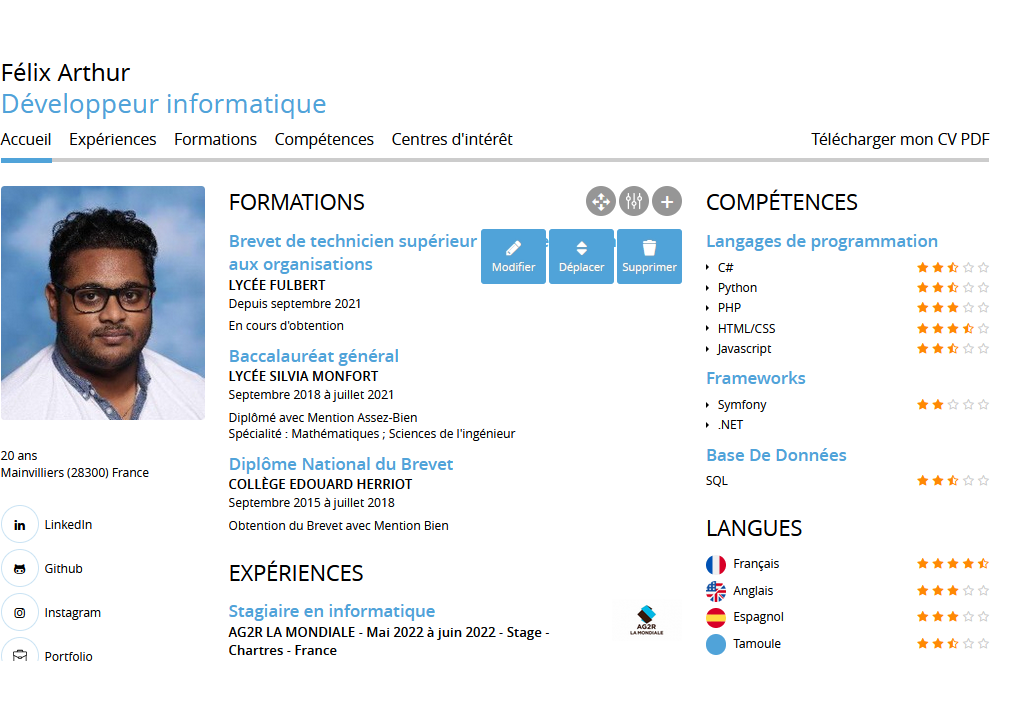 Félix Arthur
Développeur informatique
Accueil Expériences Formations Compétences Centres d'intérêt Télécharger mon CV PDF
20 ans
Mainvilliers (28300) France
LinkedIn
Github
Instagram
Portfolio
FORMATIONS
Brevet de technicien supérieur
aux organisations
Modifier Déplacer Supprimer
LYCÉE FULBERT
Depuis septembre 2021
En cours d'obtention
Baccalauréat général
LYCÉE SILVIA MONFORT
Septembre 2018 à juillet 2021
Diplômé avec Mention Assez-Bien
Spécialité : Mathématiques ; Sciences de l'ingénieur
Diplôme National du Brevet
COLLÈGE EDOUARD HERRIOT
Septembre 2015 à juillet 2018
Obtention du Brevet avec Mention Bien
EXPÉRIENCES
Stagiaire en informatique
AG2R LA MONDIALE - Mai 2022 à juin 2022 - Stage -
Chartres - France
AG2R
LA MONDIALE
COMPÉTENCES
Langages de programmation
C#
Python
PHP
HTML/CSS
Javascript
Frameworks
Symfony
.NET
Base De Données
SQL
LANGUES
Français
Anglais
Espagnol
Tamoule